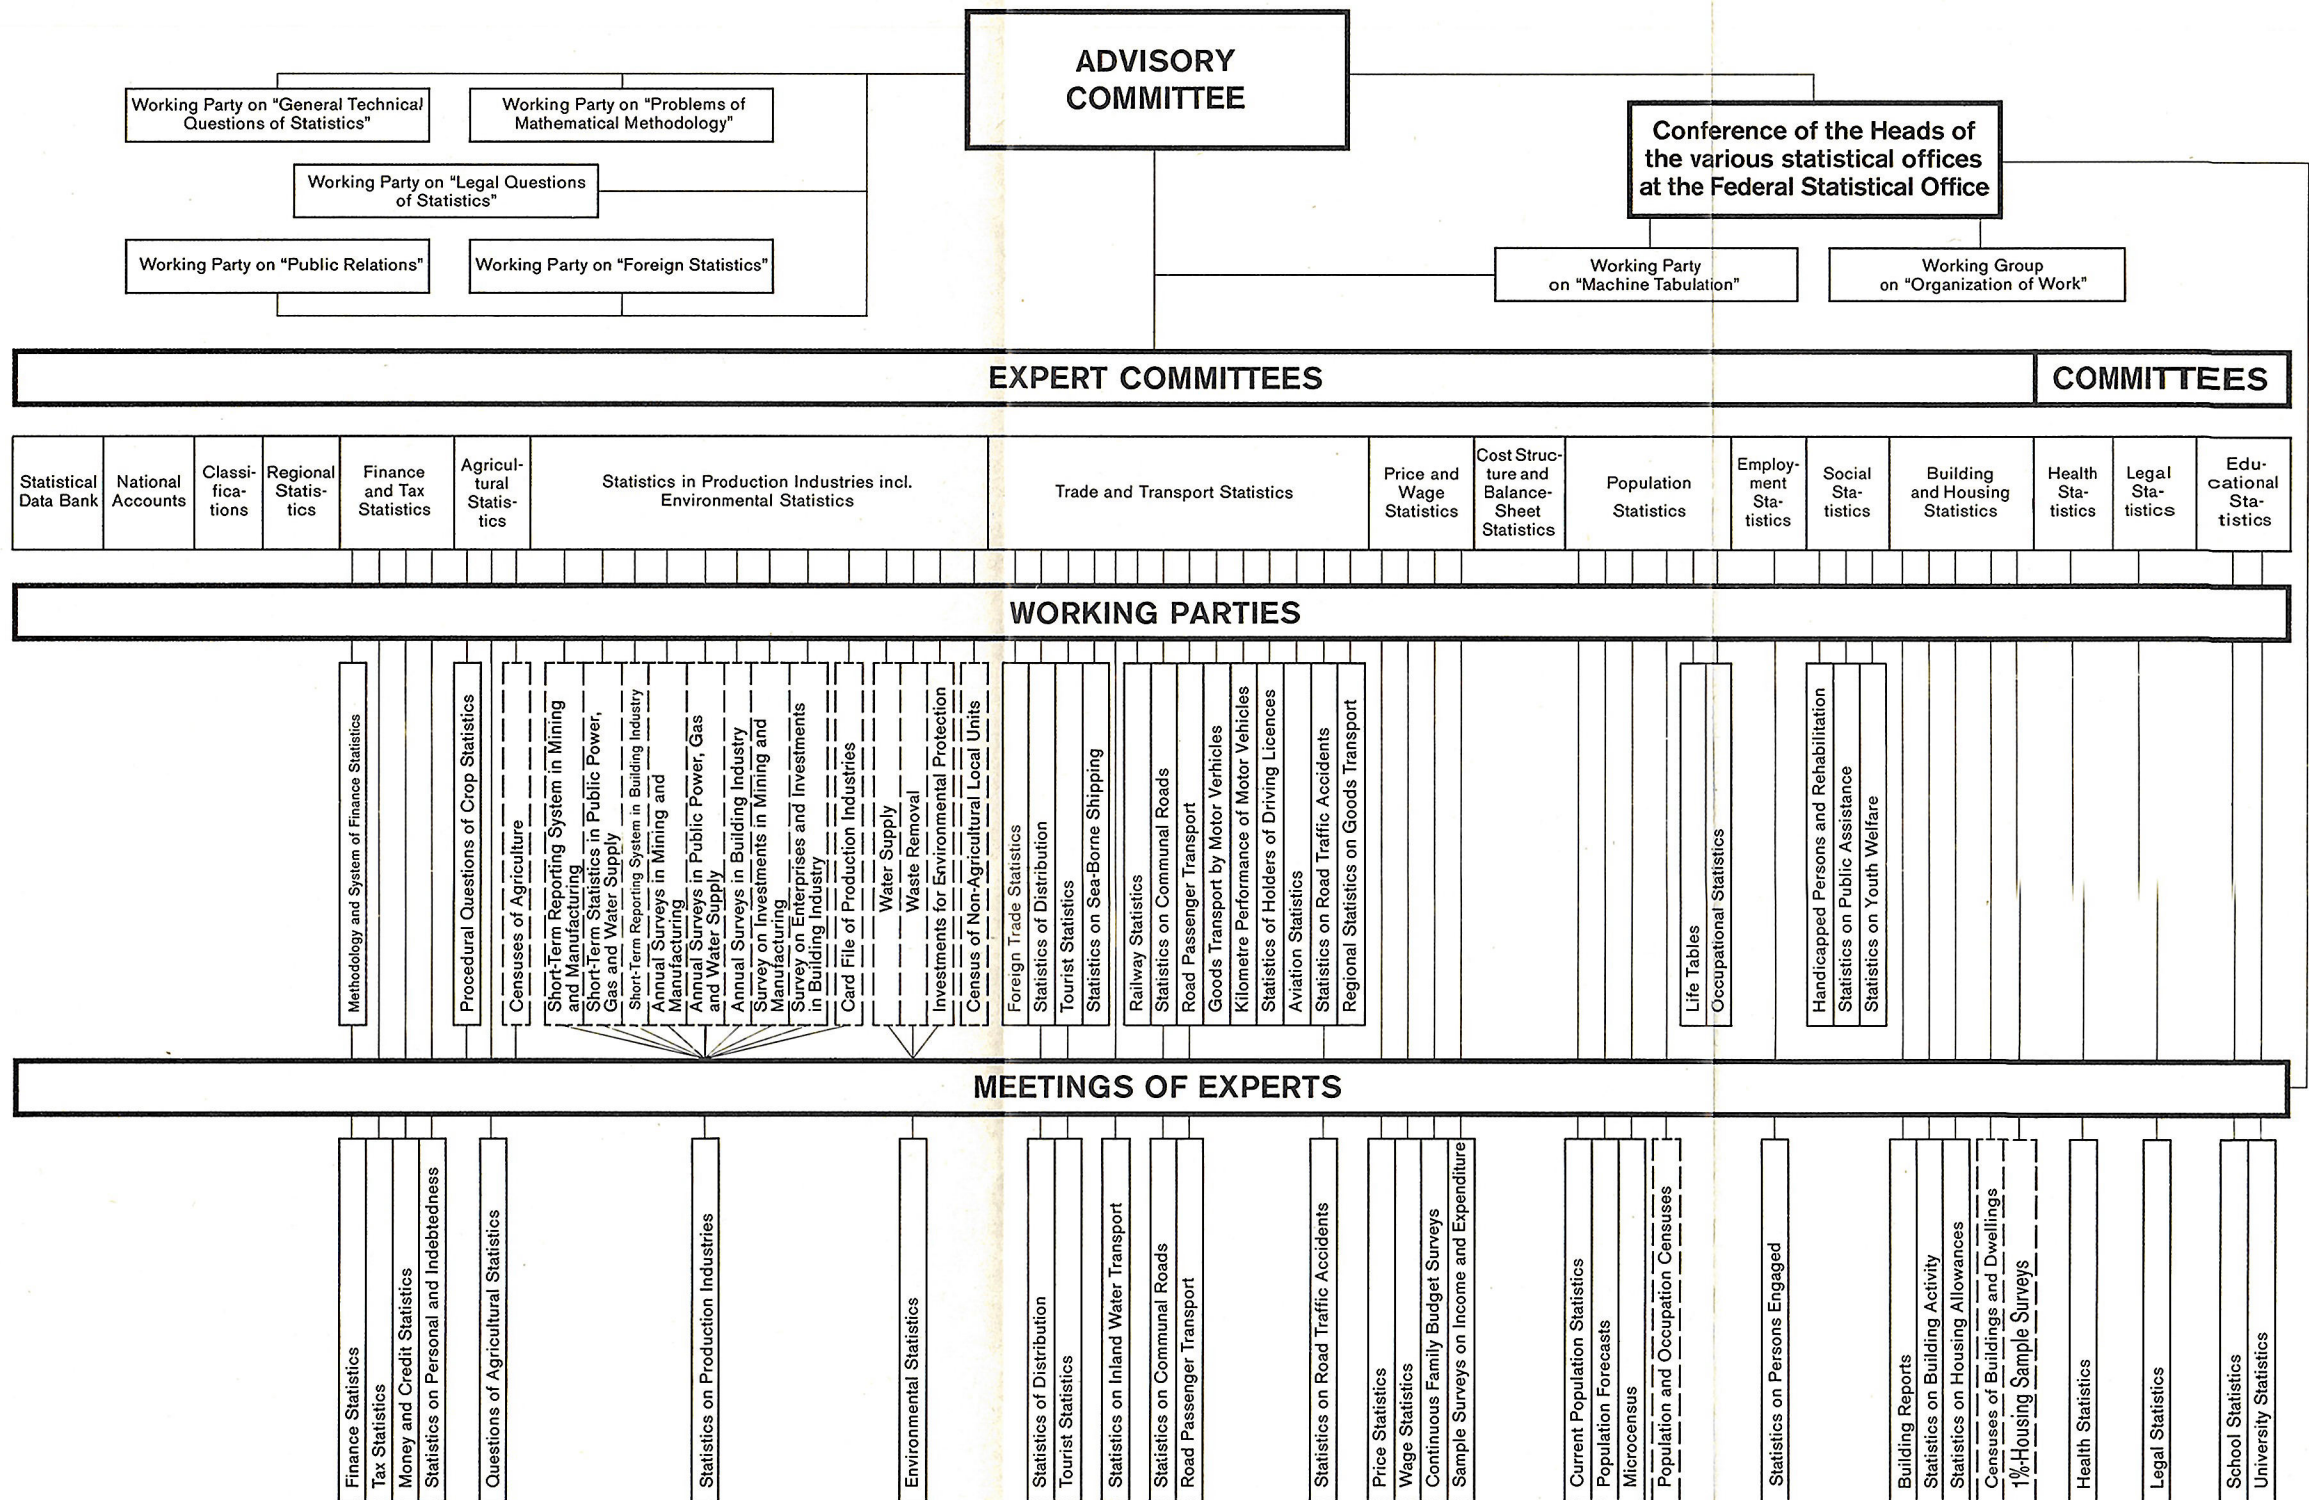 ADVISORY
COMMITTEE
Working Party on “General Technical
Questions of Statistics”
Working Party on “Problems of
Mathematical Methodology”
Conference of the Heads of
the various statistical offices
at the Federal Statistical Office
Working Party on “Legal Questions
of Statistics”
Working Party on “Public Relations”
Working Party on “Foreign Statistics”
Working Party
on “Machine Tabulation”
Working Group
on “Organization of Work”
EXPERT COMMITTEES
COMMITTEES
Statistical
Data Bank
National
Accounts
Classi-
fica-
tions
Regional
Statis-
tics
Finance
and Tax
Statistics
Agricul-
tural
Statis-
tics
Statistics in Production Industries incl.
Environmental Statistics
Trade and Transport Statistics
Price and
Wage
Statistics
Cost Struc-
ture and
Balance-
Sheet
Statistics
Population
Statistics
Employ-
ment
Sta-
tistics
Social
Sta-
tistics
Building
and Housing
Statistics
Health
Sta-
tistics
Legal
Sta-
tistics
Edu-
cational
Sta-
tistics
WORKING PARTIES
Methodology and System of Finance Statistics
Procedural Questions of Crop Statistics
Censuses of Agriculture
Short-Term Reporting System in Mining
and Manufacturing
Short-Term Statistics in Public Power,
Gas and Water Supply
Short-Term Reporting System in Building Industry
Annual Surveys in Mining and
Manufacturing
Annual Surveys in Public Power, Gas
and Water Supply
Annual Surveys in Building Industry
Survey on Investments in Mining and
Manufacturing
Survey on Enterprises and Investments
in Building Industry
Card File of Production Industries
Water Supply
Waste Removal
Investments for Environmental Protection
Census of Non-Agricultural Local Units
Foreign Trade Statistics
Statistics of Distribution
Tourist Statistics
Statistics on Sea-Borne Shipping
Railway Statistics
Statistics on Communal Roads
Road Passenger Transport
Goods Transport by Motor Verhicles
Kilometre Performance of Motor Vehicles
Statistics of Holders of Driving Licences
Aviation Statistics
Statistics on Road Traffic Accidents
Regional Statistics on Goods Transport
Life Tables
Occupational Statistics
Handicapped Persons and Rehabilitation
Statistics on Public Assistance
Statistics on Youth Welfare
MEETINGS OF EXPERTS
Finance Statistics
Tax Statistics
Money and Credit Statistics
Statistics on Personal and Indebtedness
Questions of Agricultural Statistics
Statistics on Production Industries
Environmental Statistics
Statistics of Distribution
Tourist Statistics
Statistics on Inland Water Transport
Statistics on Communal Roads
Road Passenger Transport
Statistics on Road Traffic Accidents
Price Statistics
Wage Statistics
Continuous Family Budget Surveys
Sample Surveys on Income and Expenditure
Current Population Statistics
Population Forecasts
Microcensus
Population and Occupation Censuses
Statistics on Persons Engaged
Building Reports
Statistics on Building Activity
Statistics on Housing Allowances
Censuses of Buildings and Dwellings
1%-Housing Sample Surveys
Health Statistics
Legal Statistics
School Statistics
University Statistics